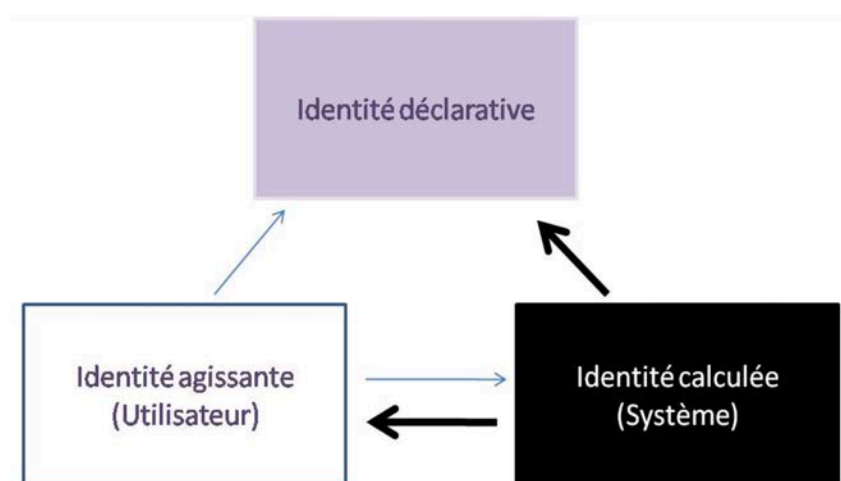 Identité déclarative
Identité agissante
(Utilisateur)
Identité calculée
(Système)